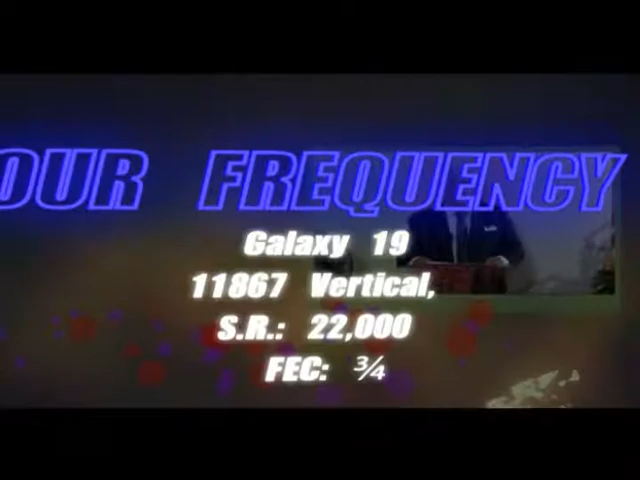 OUR FREQUENCY
Galaxy 19
11867 Vertical,
S.R.: 22,000
FEC: ¾